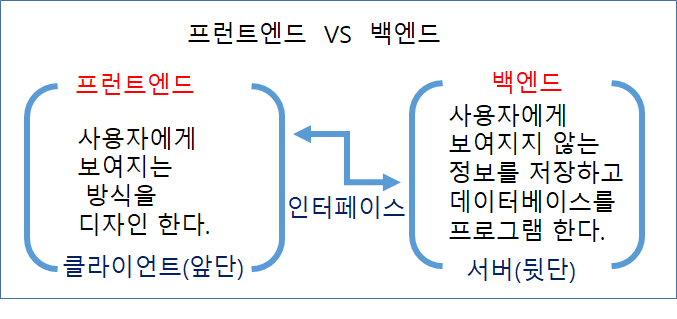 프런트엔드 VS 백엔드
프런트엔드
사용자에게
보여지는
방식을
디자인 한다.
클라이언트(앞단)
인터페이스
백엔드
사용자에게
보여지지 않는
정보를 저장하고
데이터베이스를
프로그램 한다.
서버(뒷단)